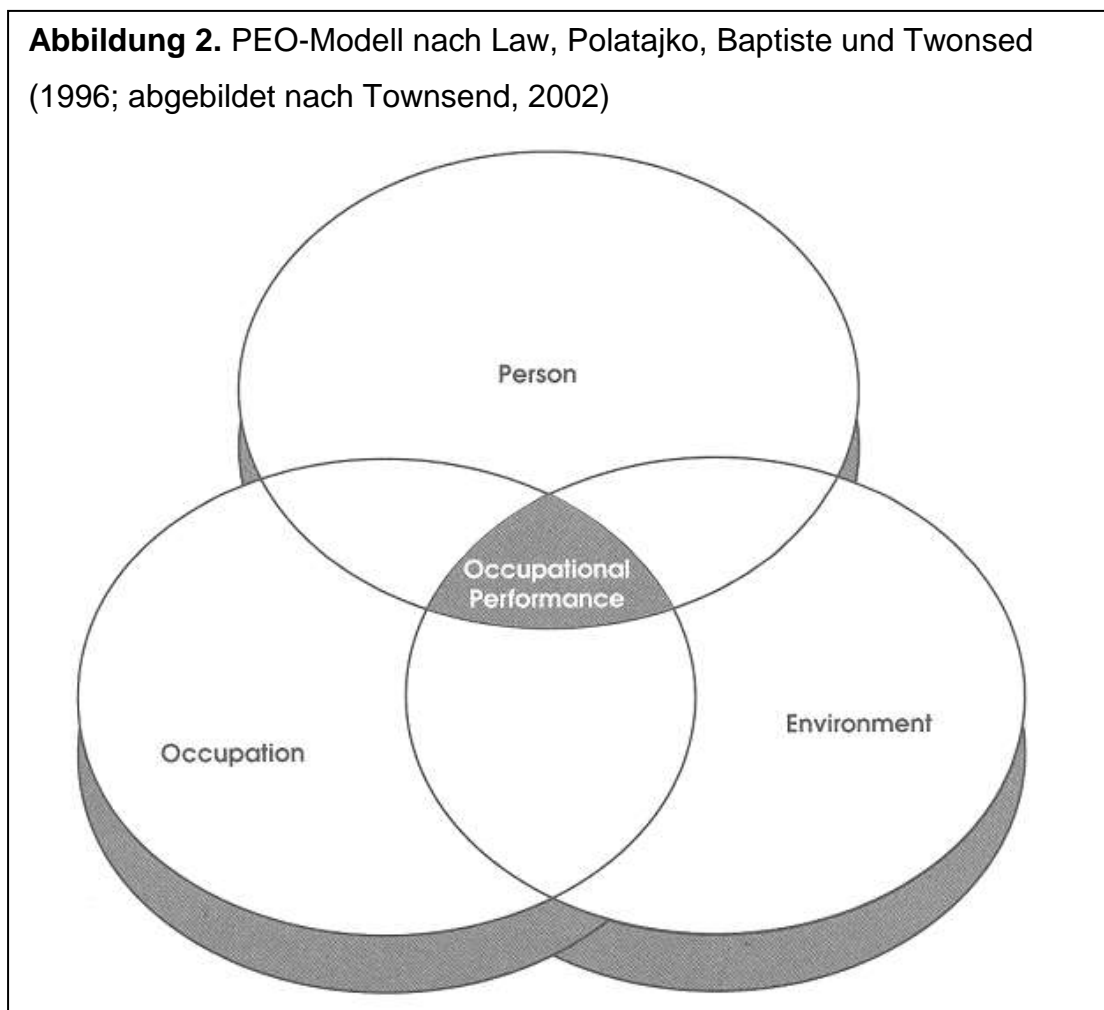 Abbildung 2. PEO-Modell nach Law, Polatajko, Baptiste und Twonsed
(1996; abgebildet nach Townsend, 2002)
Person
Occupational
Performance
Occupation
Environment